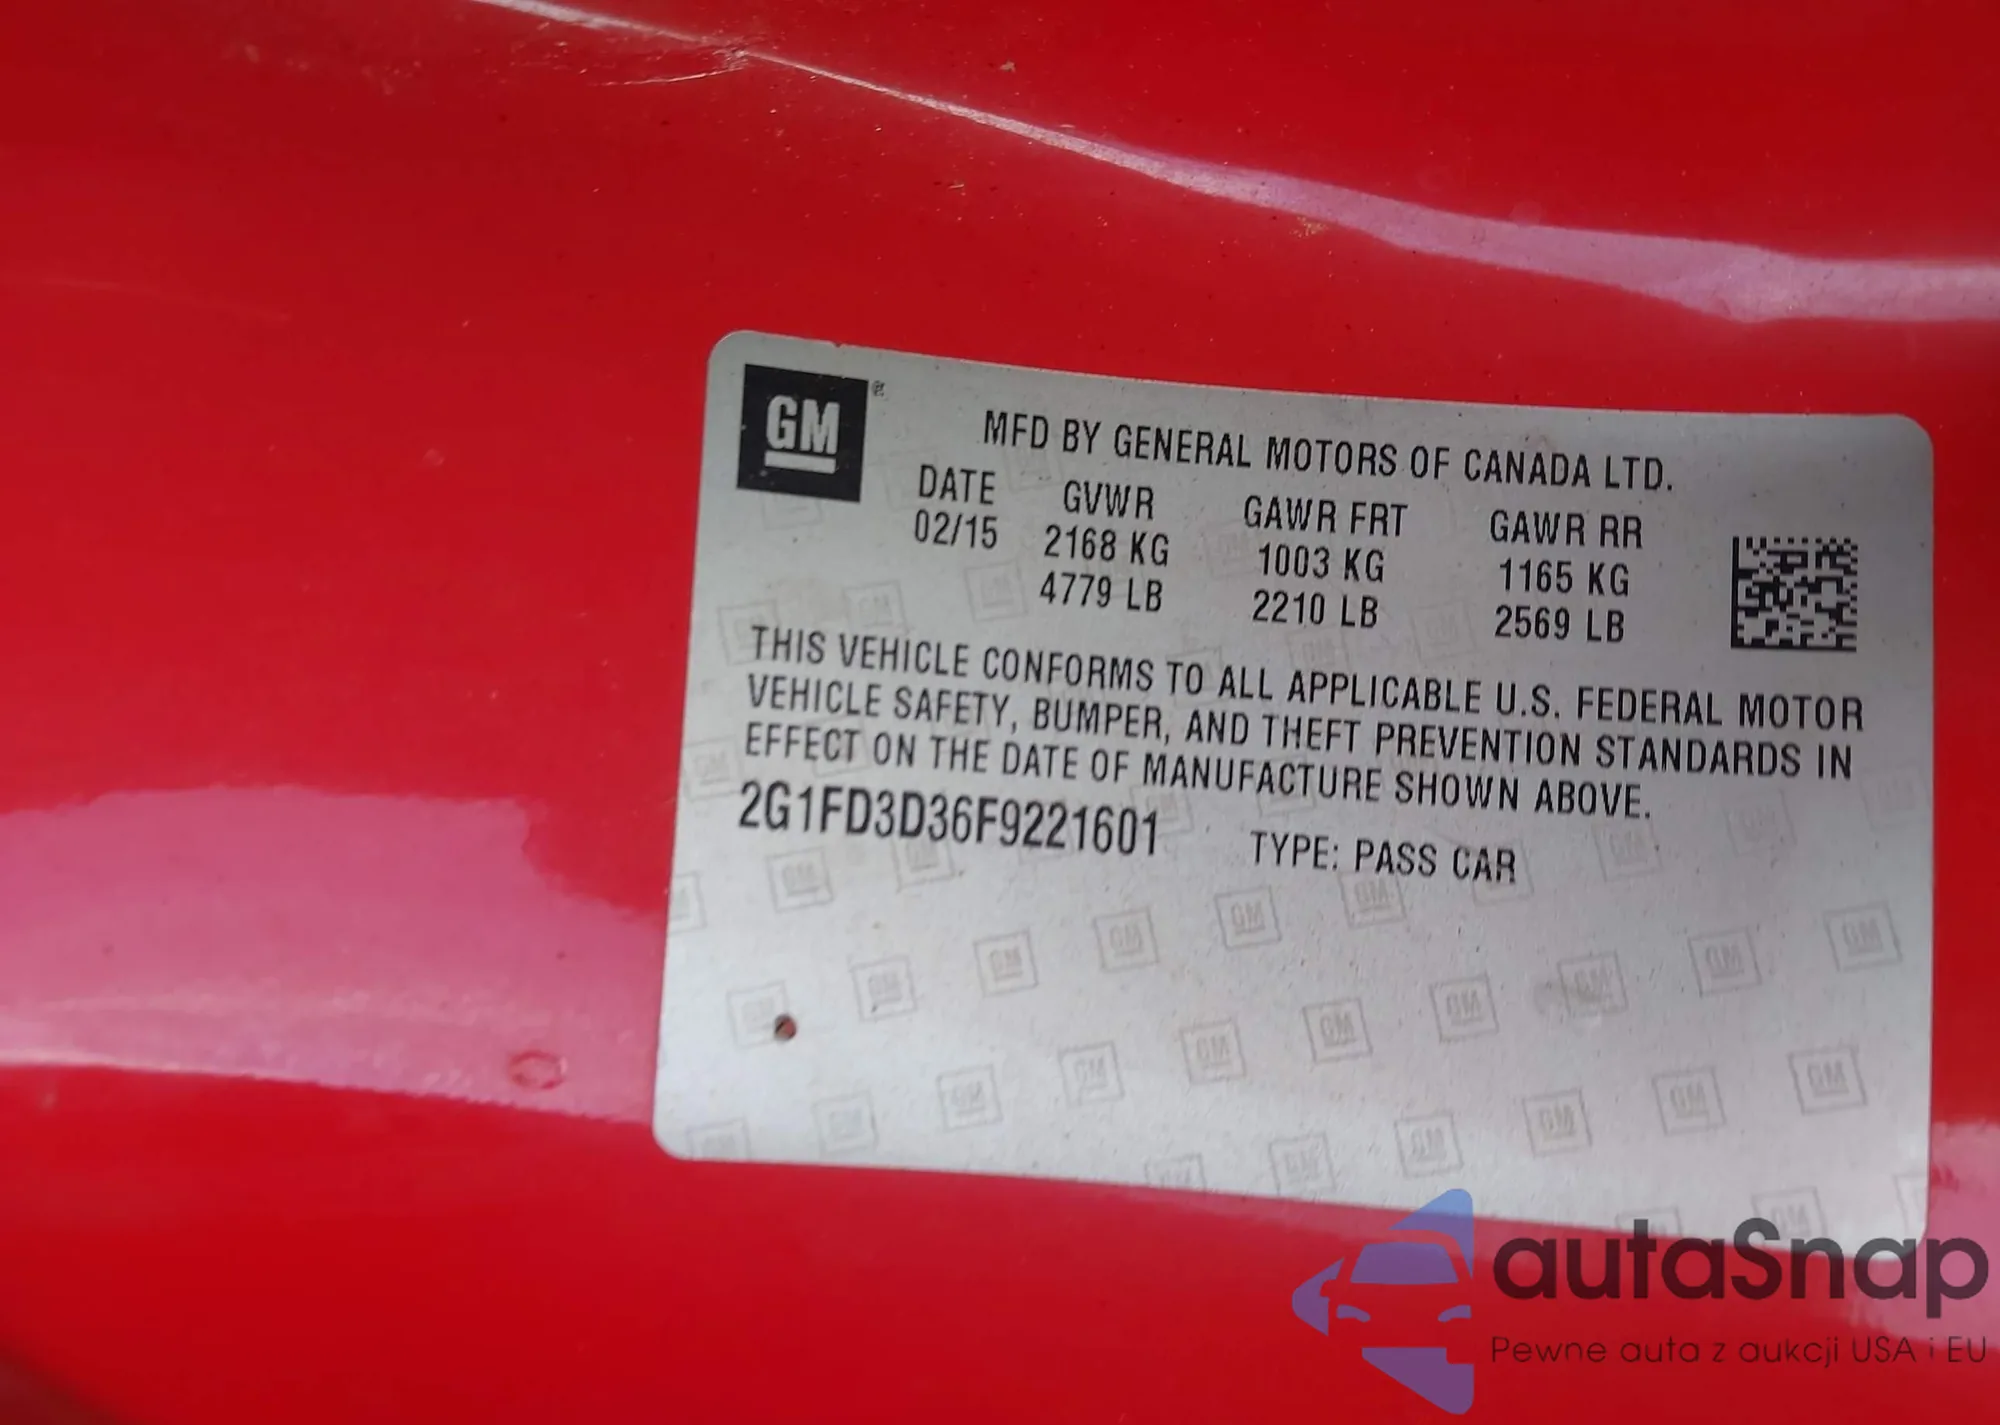 GM ®
MFD BY GENERAL MOTORS OF CANADA LTD.
DATE GVWR GAWR FRT GAWR RR
02/15 2168 KG 1003 KG 1165 KG
4779 LB 2210 LB 2569 LB
THIS VEHICLE CONFORMS TO ALL APPLICABLE U.S. FEDERAL MOTOR
VEHICLE SAFETY, BUMPER, AND THEFT PREVENTION STANDARDS IN
EFFECT ON THE DATE OF MANUFACTURE SHOWN ABOVE.
2G1FD3D36F9221601 TYPE: PASS CAR
autaSnap
Pewne auta z aukcji USA i EU